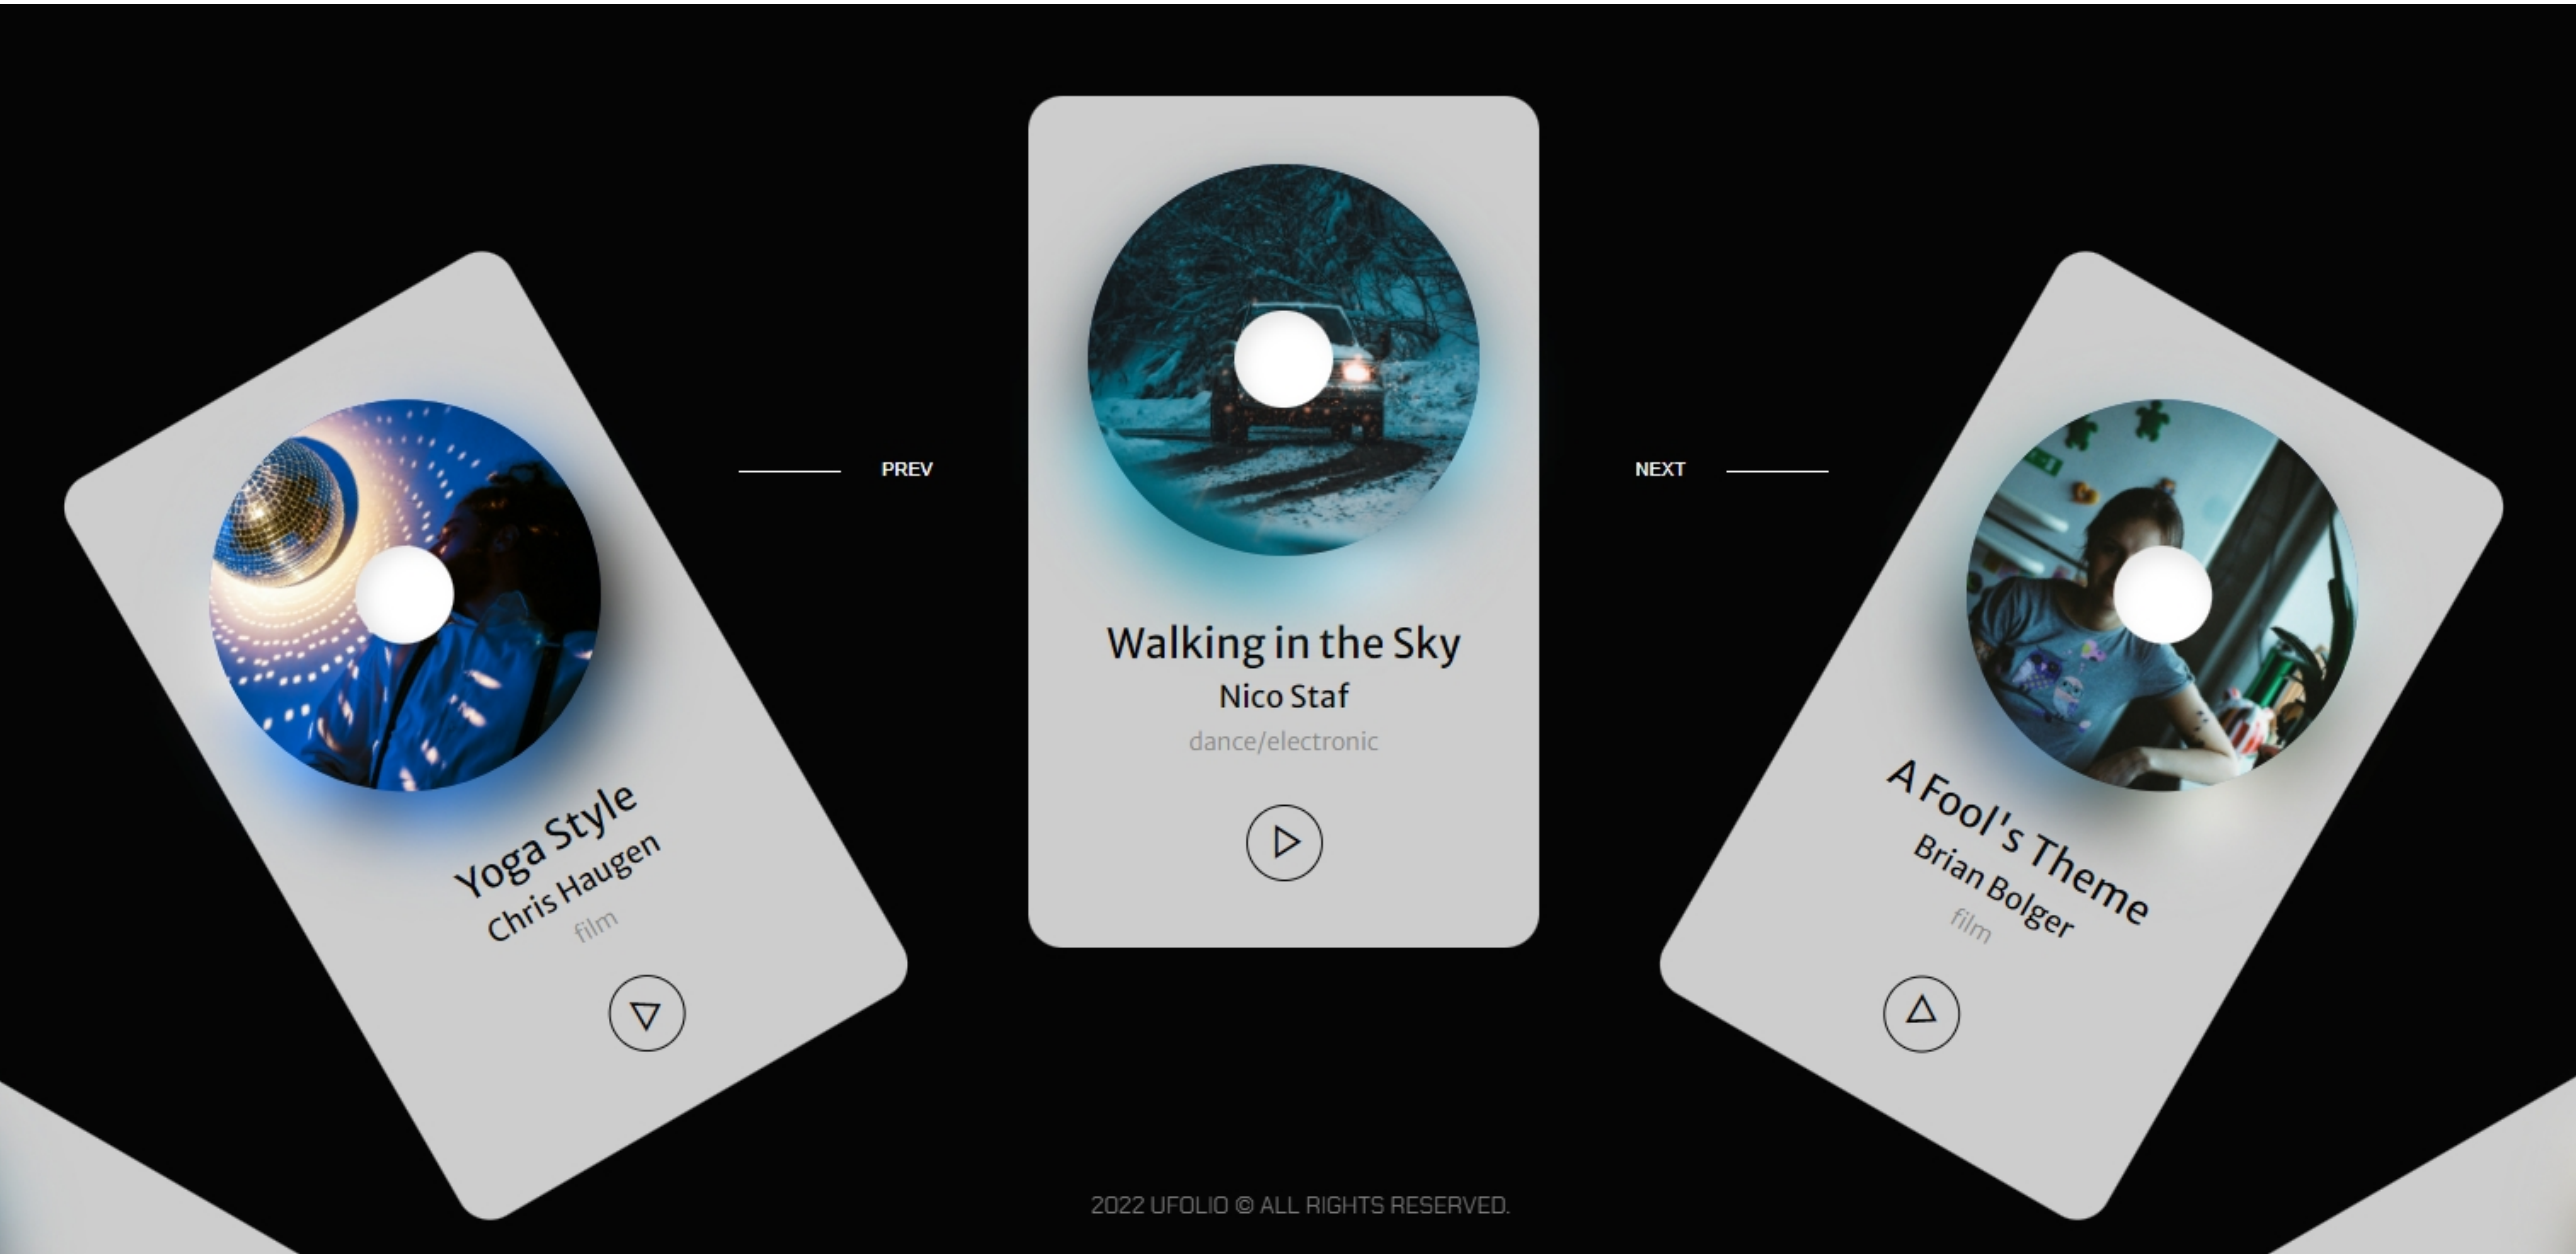 PREV
NEXT
Walking in the Sky
Nico Staf
dance/electronic
Yoga Style
Chris Haugen
film
A Fool's Theme
Brian Bolger
film
2022 UFOLIO © ALL RIGHTS RESERVED.